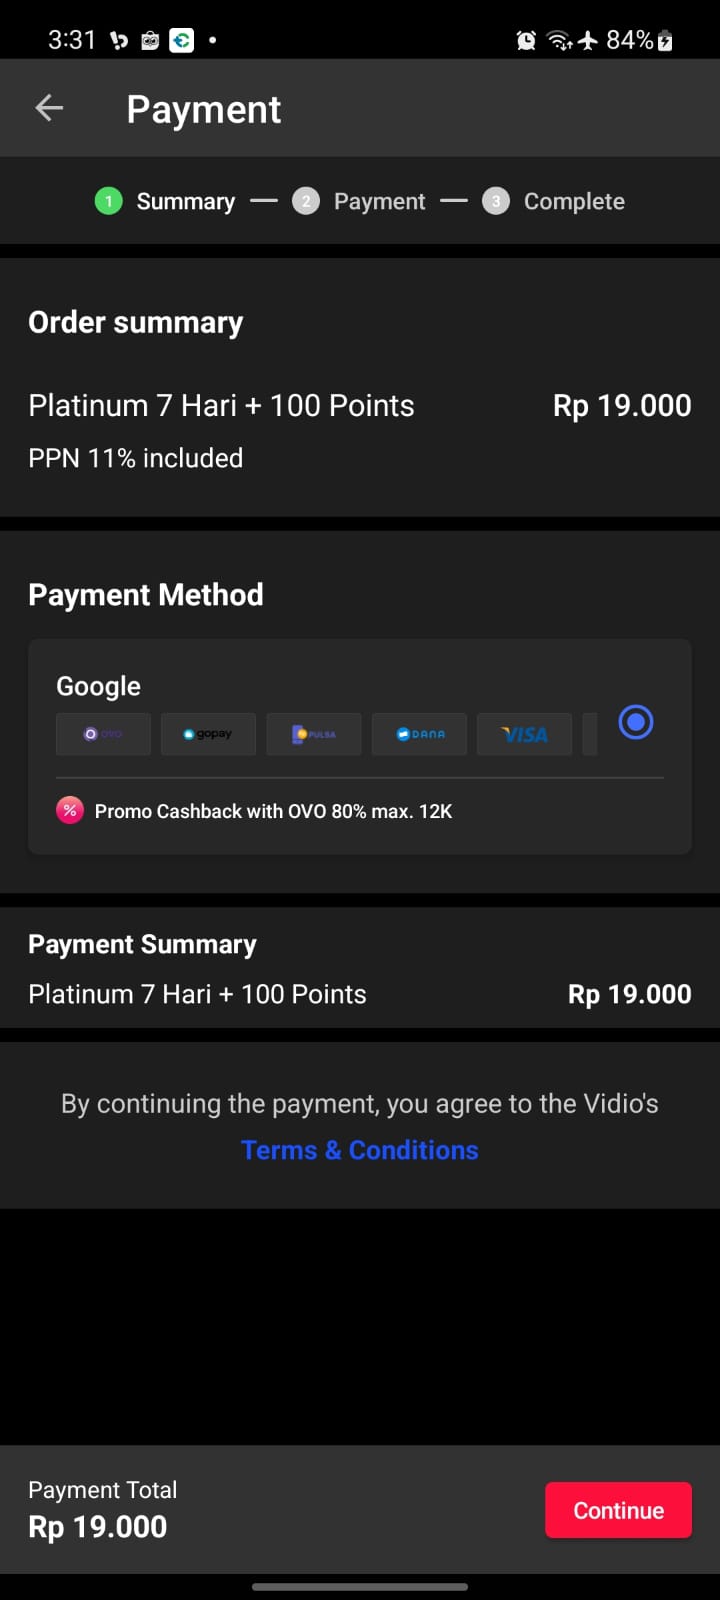 3:31
84%
Payment
1 Summary — 2 Payment — 3 Complete
Order summary
Platinum 7 Hari + 100 Points Rp 19.000
PPN 11% included
Payment Method
Google
OVO gopay PULSA DANA VISA
% Promo Cashback with OVO 80% max. 12K
Payment Summary
Platinum 7 Hari + 100 Points Rp 19.000
By continuing the payment, you agree to the Vidio's
Terms & Conditions
Payment Total
Rp 19.000
Continue